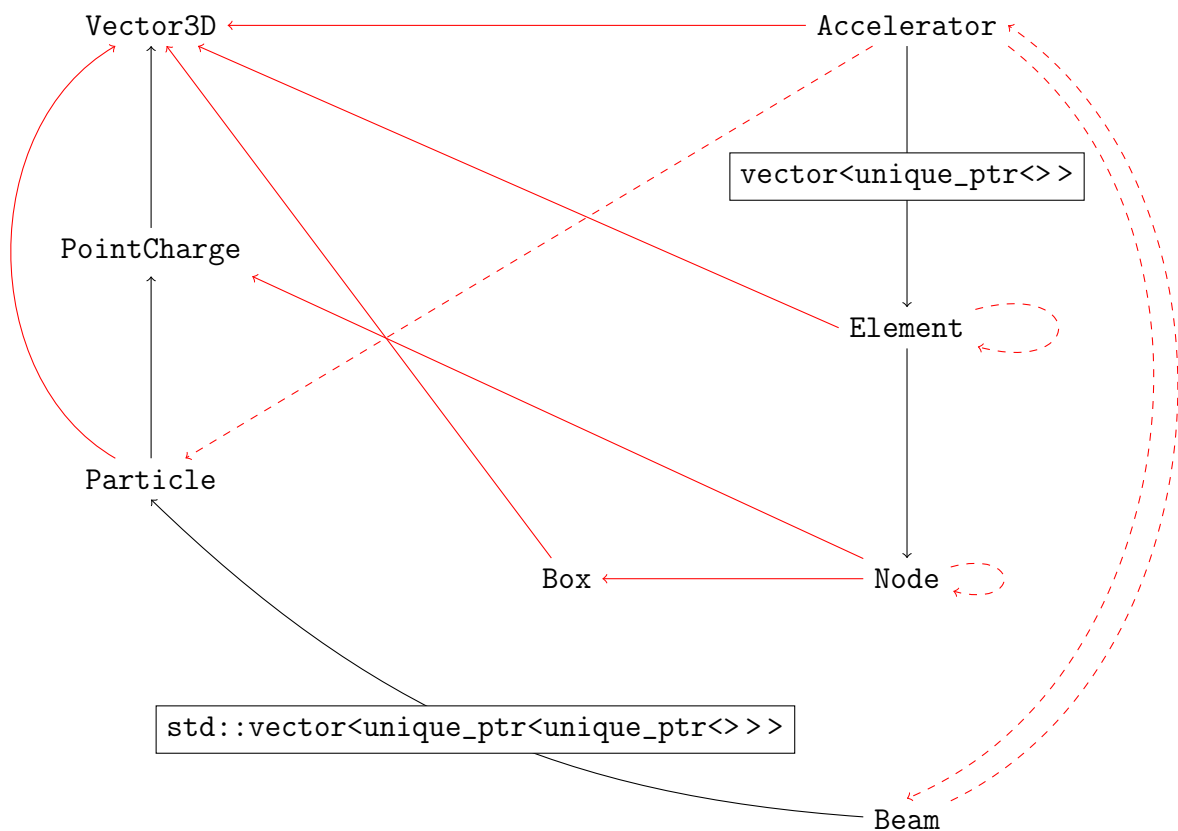 Vector3D
Accelerator
vector<unique_ptr<>>
PointCharge
Element
Particle
Box
Node
std::vector<unique_ptr<unique_ptr<>>>
Beam